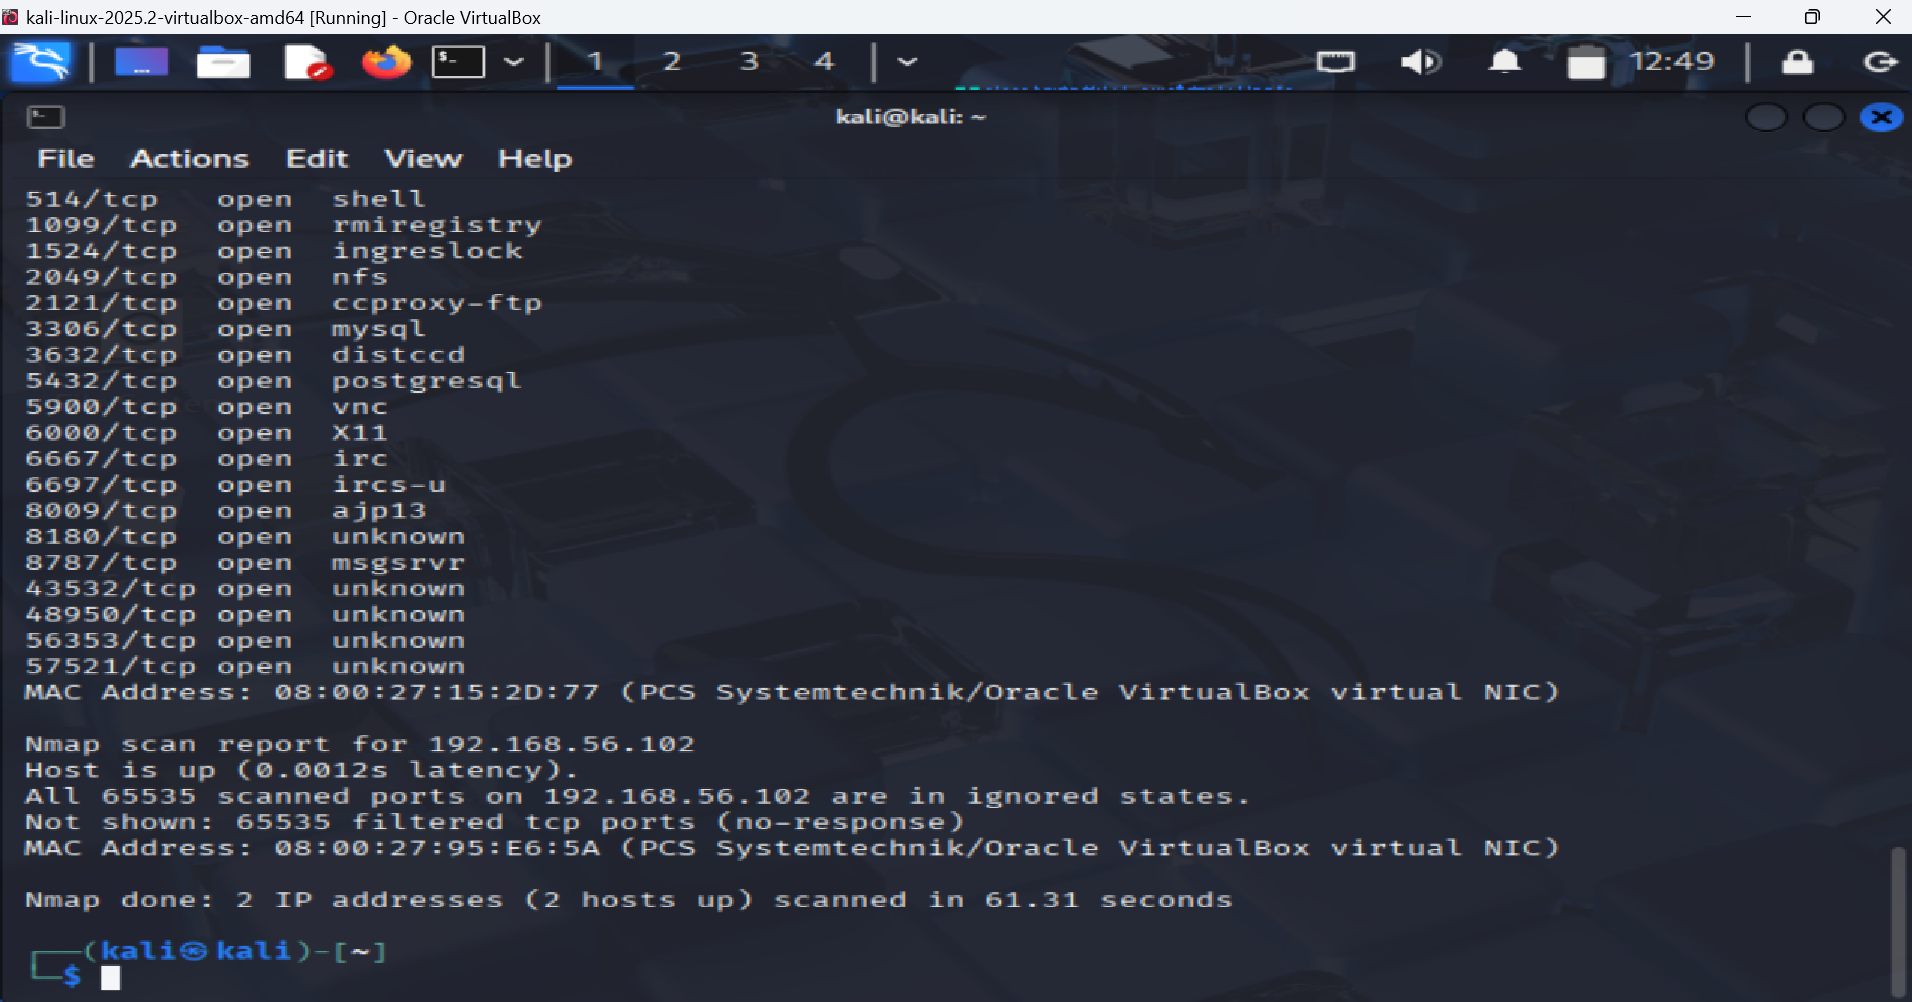 kali-linux-2025.2-virtualbox-amd64 [Running] - Oracle VirtualBox
1 2 3 4 12:49
kali@kali: ~
File Actions Edit View Help
514/tcp open shell
1099/tcp open rmiregistry
1524/tcp open ingreslock
2049/tcp open nfs
2121/tcp open ccproxy-ftp
3306/tcp open mysql
3632/tcp open distccd
5432/tcp open postgresql
5900/tcp open vnc
6000/tcp open X11
6667/tcp open irc
6697/tcp open ircs-u
8009/tcp open ajp13
8180/tcp open unknown
8787/tcp open msgsrvr
43532/tcp open unknown
48950/tcp open unknown
56353/tcp open unknown
57521/tcp open unknown
MAC Address: 08:00:27:15:2D:77 (PCS Systemtechnik/Oracle VirtualBox virtual NIC)
Nmap scan report for 192.168.56.102
Host is up (0.0012s latency).
All 65535 scanned ports on 192.168.56.102 are in ignored states.
Not shown: 65535 filtered tcp ports (no-response)
MAC Address: 08:00:27:95:E6:5A (PCS Systemtechnik/Oracle VirtualBox virtual NIC)
Nmap done: 2 IP addresses (2 hosts up) scanned in 61.31 seconds
┌──(kali㉿kali)-[~]
└─$